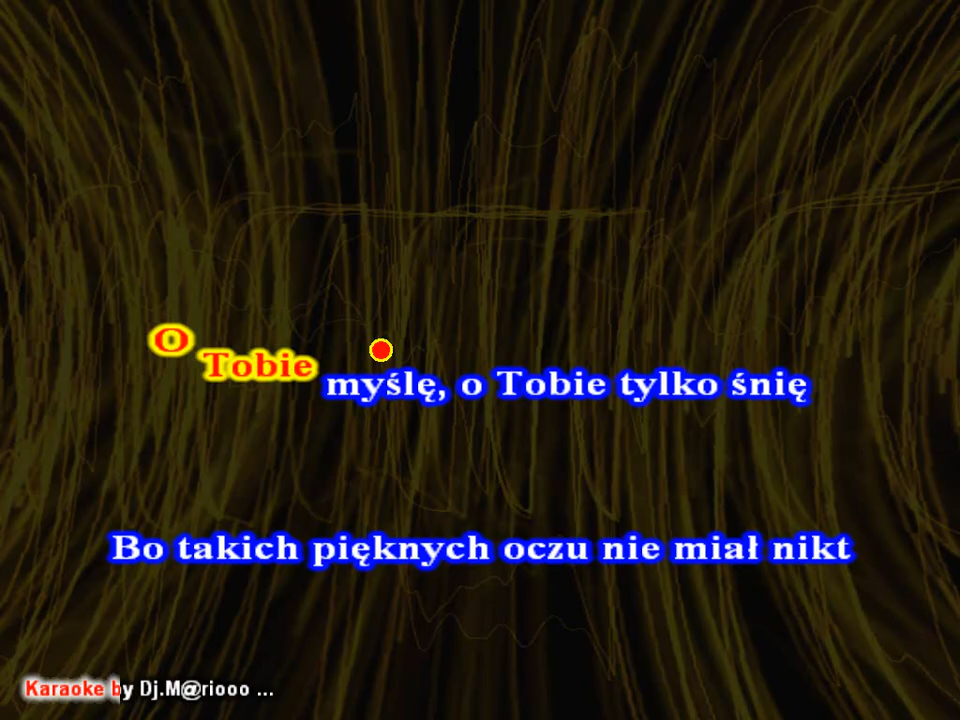 O Tobie myślę, o Tobie tylko śnię
Bo takich pięknych oczu nie miał nikt
Karaoke by Dj.M@riooo ...